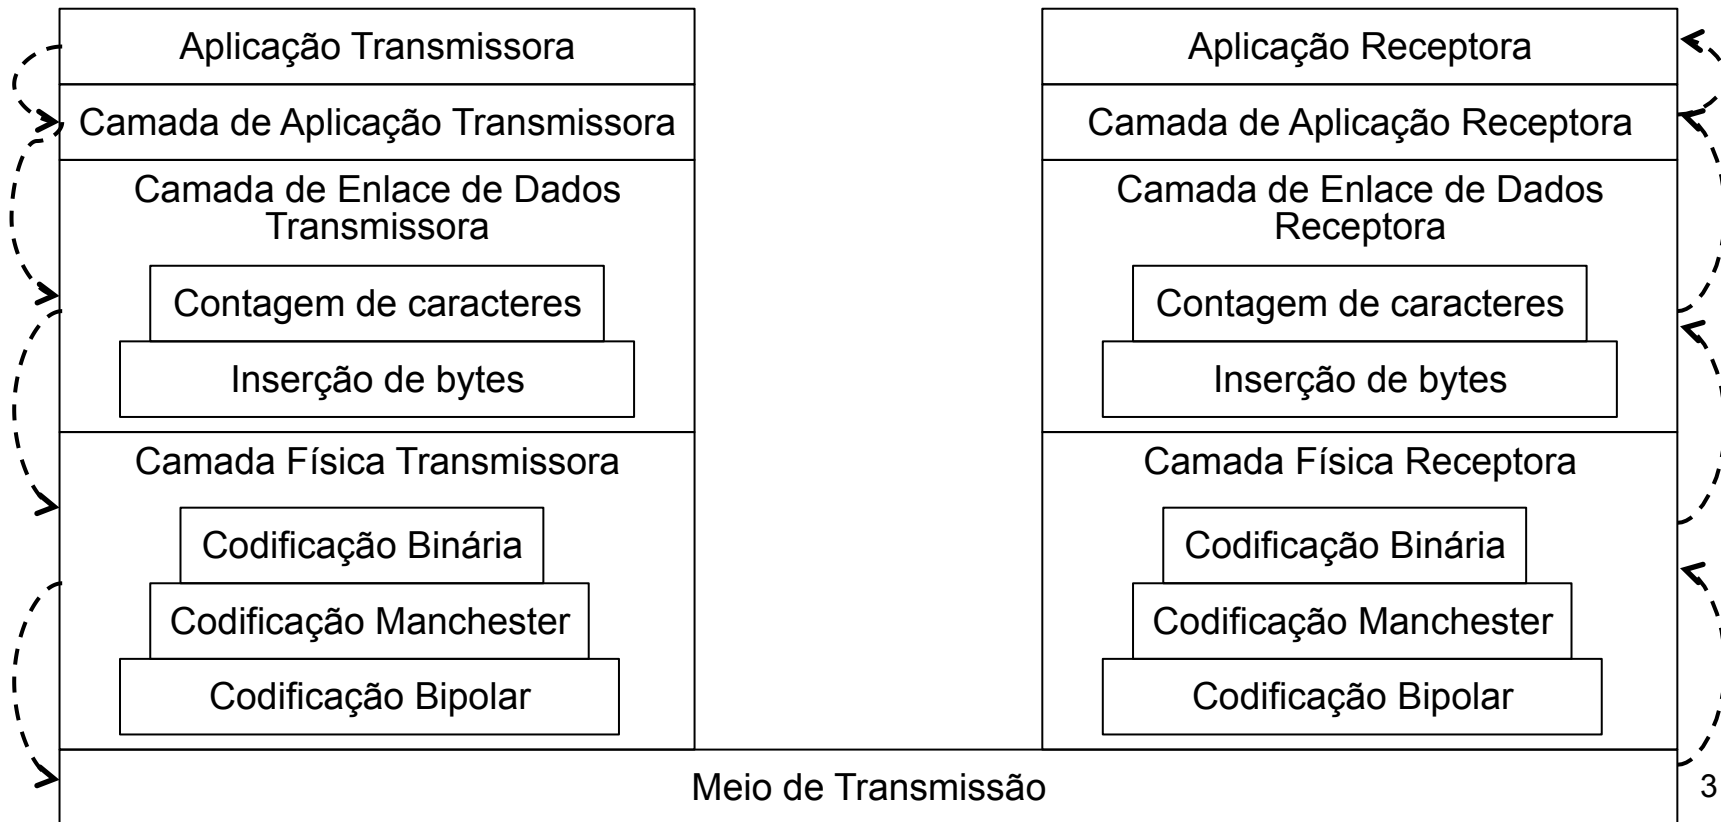 Aplicação Transmissora
Camada de Aplicação Transmissora
Camada de Enlace de Dados
Transmissora
Contagem de caracteres
Inserção de bytes
Camada Física Transmissora
Codificação Binária
Codificação Manchester
Codificação Bipolar
Aplicação Receptora
Camada de Aplicação Receptora
Camada de Enlace de Dados
Receptora
Contagem de caracteres
Inserção de bytes
Camada Física Receptora
Codificação Binária
Codificação Manchester
Codificação Bipolar
Meio de Transmissão
3